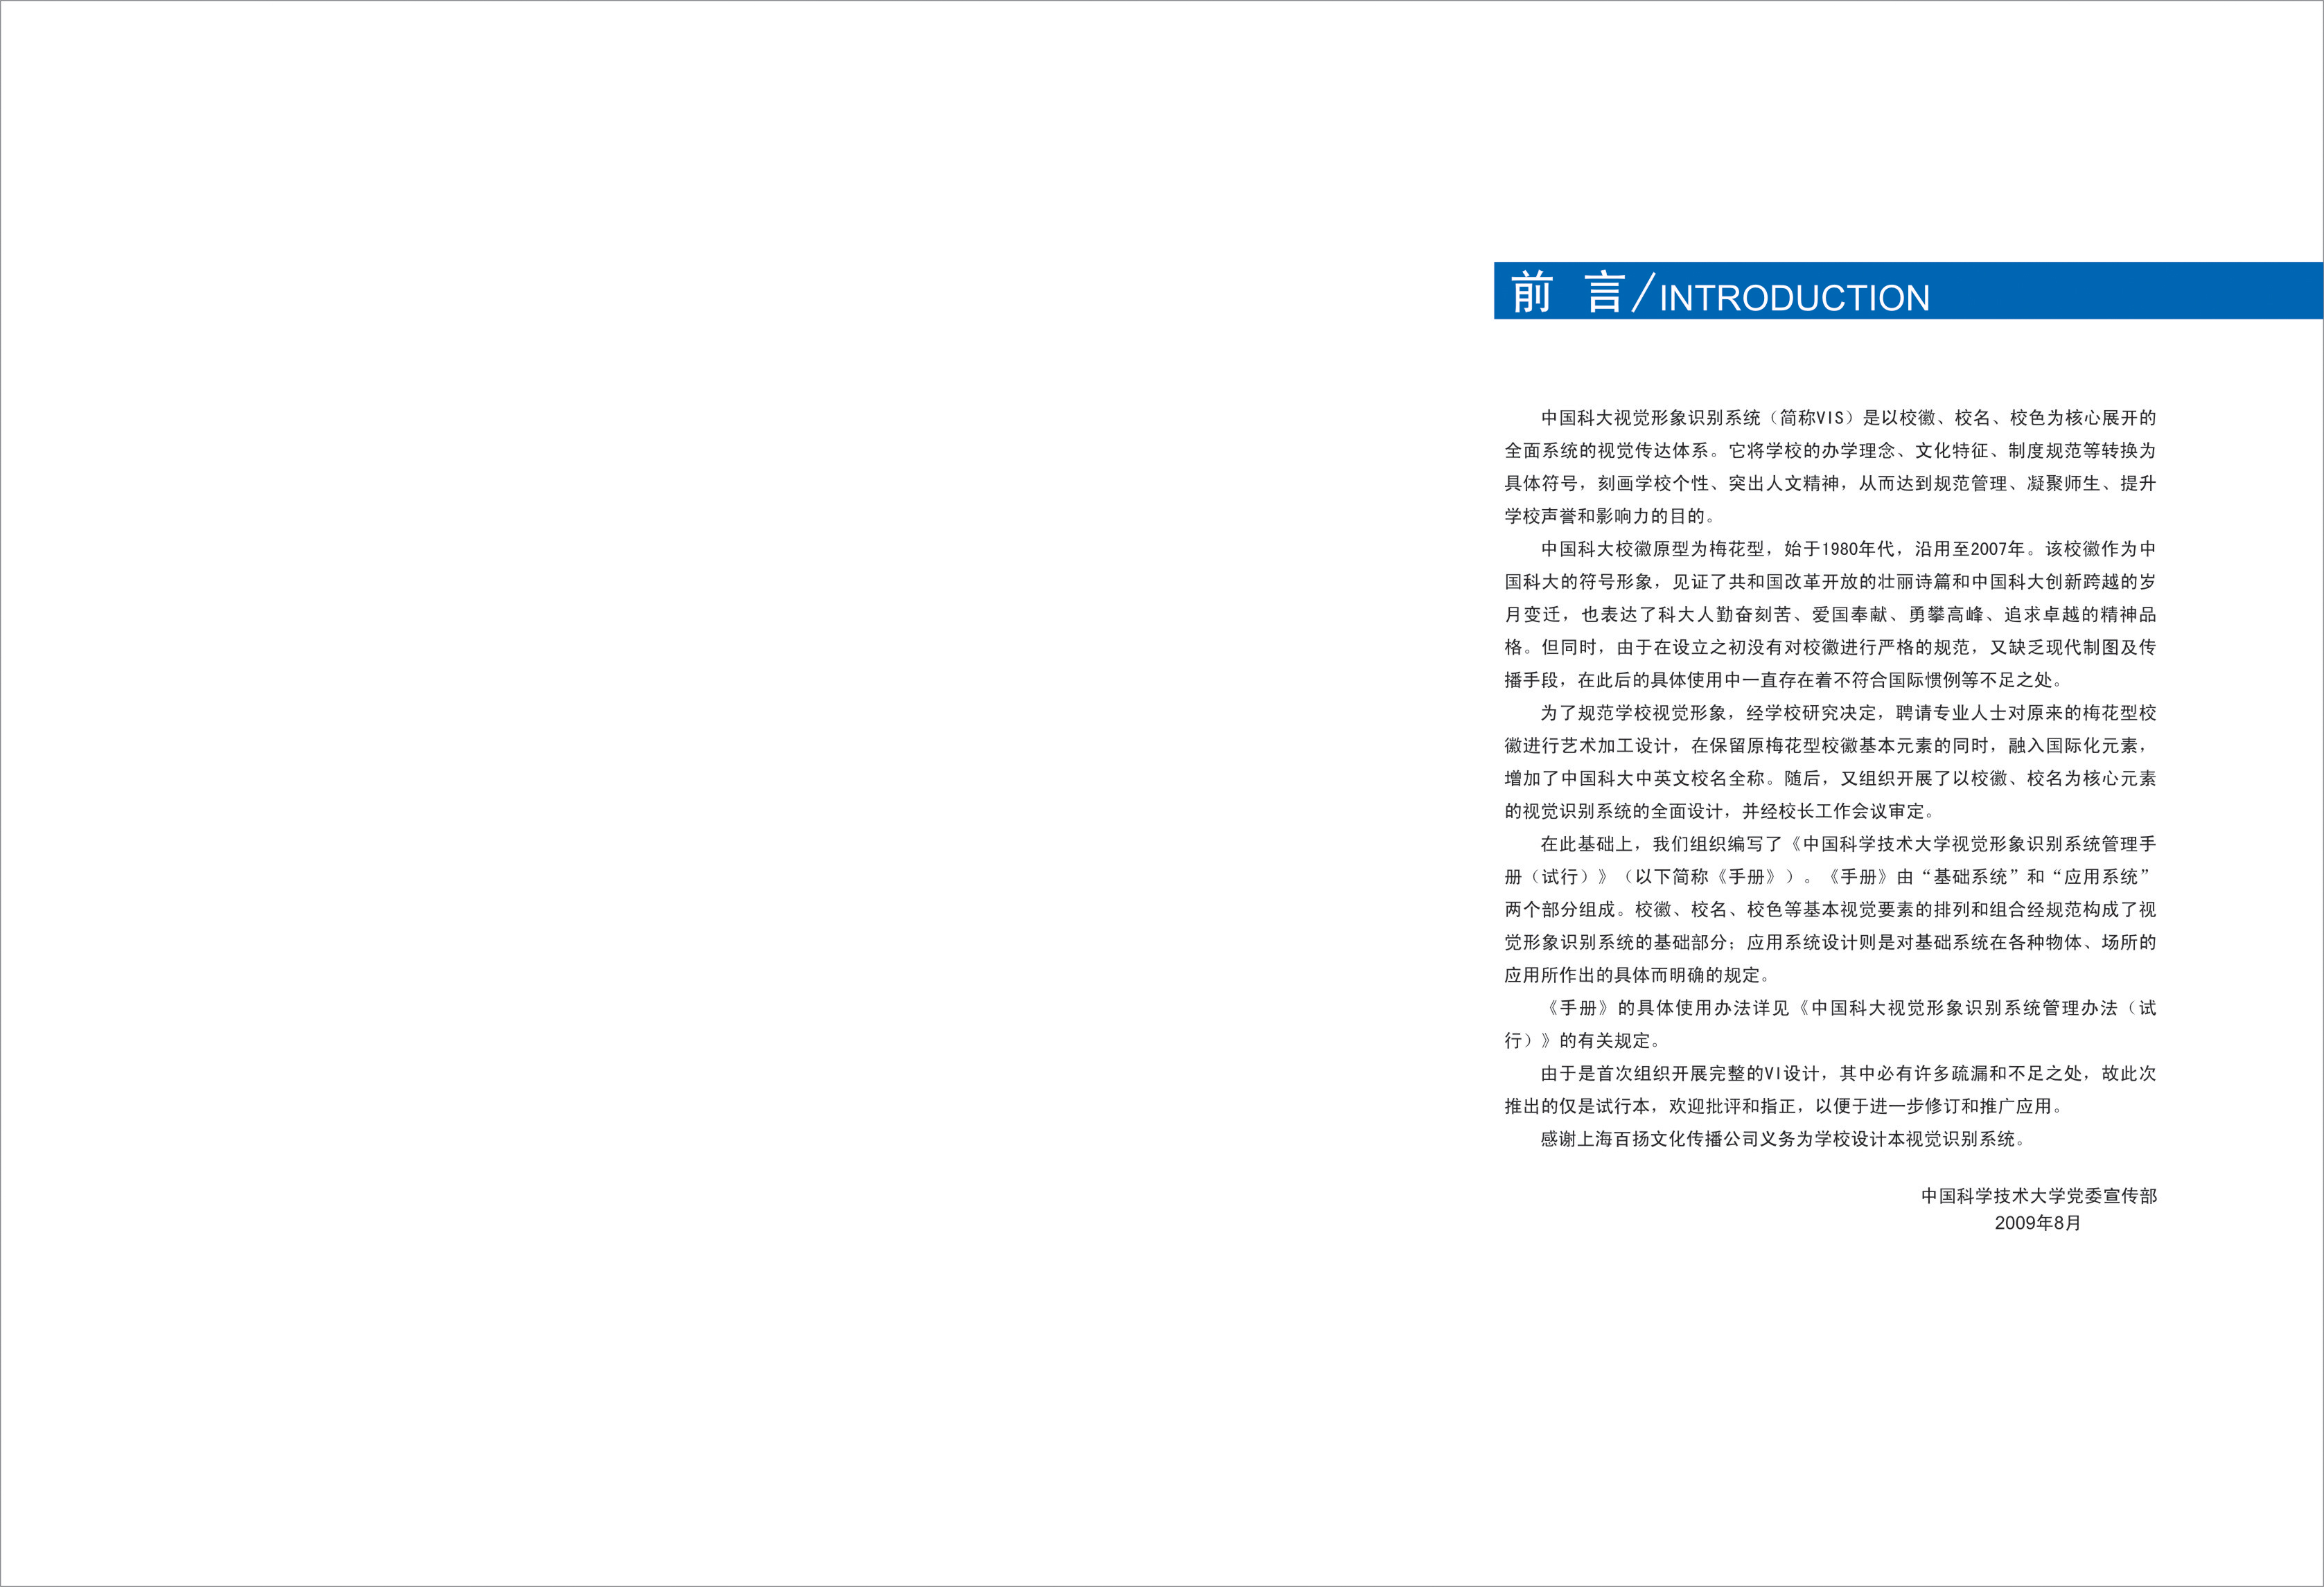 前 言/INTRODUCTION
中国科大视觉形象识别系统（简称VIS）是以校徽、校名、校色为核心展开的
全面系统的视觉传达体系。它将学校的办学理念、文化特征、制度规范等转换为
具体符号，刻画学校个性、突出人文精神，从而达到规范管理、凝聚师生、提升
学校声誉和影响力的目的。
中国科大校徽原型为梅花型，始于1980年代，沿用至2007年。该校徽作为中
国科大的符号形象，见证了共和国改革开放的壮丽诗篇和中国科大创新跨越的岁
月变迁，也表达了科大人勤奋刻苦、爱国奉献、勇攀高峰、追求卓越的精神品
格。但同时，由于在设立之初没有对校徽进行严格的规范，又缺乏现代制图及传
播手段，在此后的具体使用中一直存在着不符合国际惯例等不足之处。
为了规范学校视觉形象，经学校研究决定，聘请专业人士对原来的梅花型校
徽进行艺术加工设计，在保留原梅花型校徽基本元素的同时，融入国际化元素，
增加了中国科大中英文校名全称。随后，又组织开展了以校徽、校名为核心元素
的视觉识别系统的全面设计，并经校长工作会议审定。
在此基础上，我们组织编写了《中国科学技术大学视觉形象识别系统管理手
册（试行）》（以下简称《手册》）。《手册》由“基础系统”和“应用系统”
两个部分组成。校徽、校名、校色等基本视觉要素的排列和组合经规范构成了视
觉形象识别系统的基础部分；应用系统设计则是对基础系统在各种物体、场所的
应用所作出的具体而明确的规定。
《手册》的具体使用办法详见《中国科大视觉形象识别系统管理办法（试
行）》的有关规定。
由于是首次组织开展完整的VI设计，其中必有许多疏漏和不足之处，故此次
推出的仅是试行本，欢迎批评和指正，以便于进一步修订和推广应用。
感谢上海百扬文化传播公司义务为学校设计本视觉识别系统。
中国科学技术大学党委宣传部
2009年8月